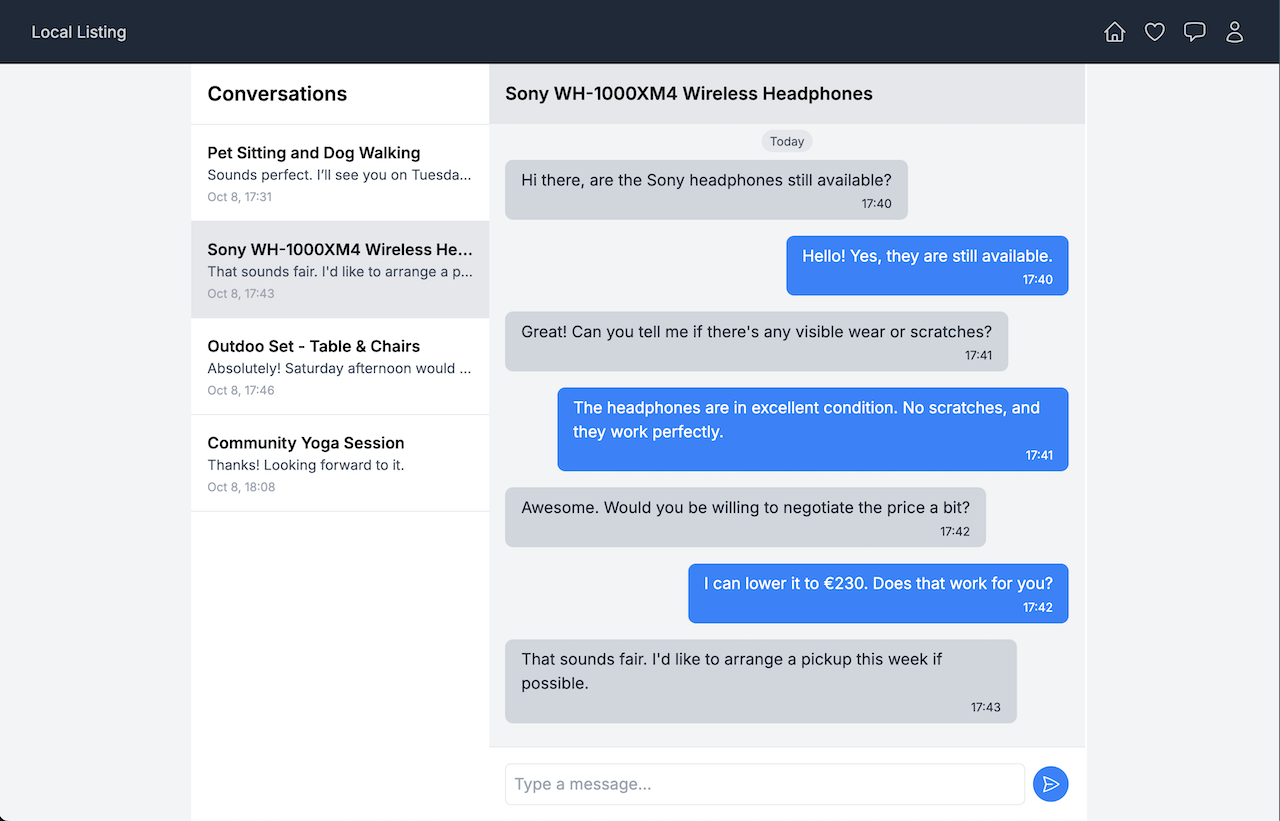 Local Listing
Conversations
Pet Sitting and Dog Walking
Sounds perfect. I'll see you on Tuesda...
Oct 8, 17:31
Sony WH-1000XM4 Wireless He...
That sounds fair. I'd like to arrange a p...
Oct 8, 17:43
Outdoo Set - Table & Chairs
Absolutely! Saturday afternoon would ...
Oct 8, 17:46
Community Yoga Session
Thanks! Looking forward to it.
Oct 8, 18:08
Sony WH-1000XM4 Wireless Headphones
Today
Hi there, are the Sony headphones still available?
17:40
Hello! Yes, they are still available.
17:40
Great! Can you tell me if there's any visible wear or scratches?
17:41
The headphones are in excellent condition. No scratches, and
they work perfectly.
17:41
Awesome. Would you be willing to negotiate the price a bit?
17:42
I can lower it to €230. Does that work for you?
17:42
That sounds fair. I'd like to arrange a pickup this week if
possible.
17:43
Type a message...